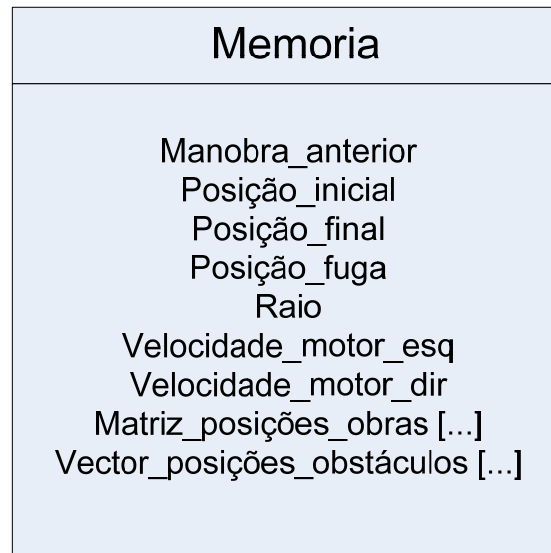 Memoria
Manobra_anterior
Posição_inicial
Posição_final
Posição_fuga
Raio
Velocidade_motor_esq
Velocidade_motor_dir
Matriz_posições_obras [...]
Vector_posições_obstáculos [...]